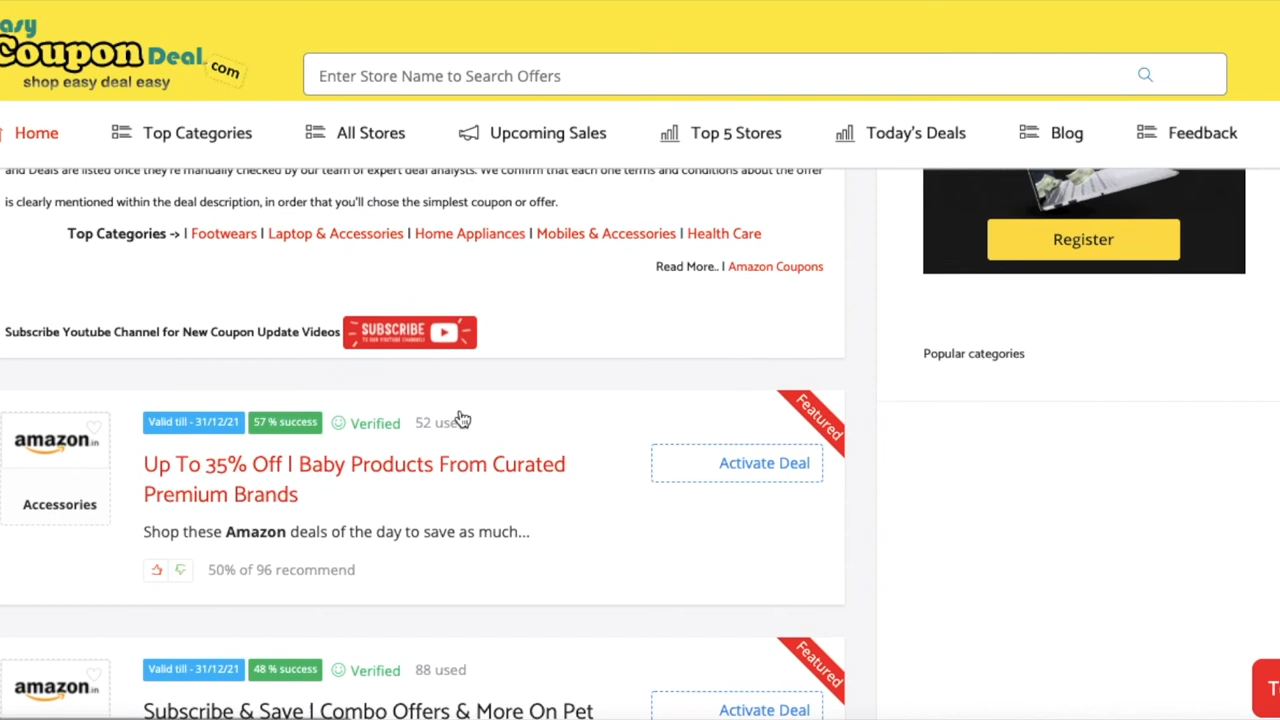 asy
Coupon Deal.com
shop easy deal easy
Enter Store Name to Search Offers
Home
Top Categories
All Stores
Upcoming Sales
Top 5 Stores
Today's Deals
Blog
Feedback
and Deals are listed once they're manually checked by our team of expert deal analysts. We confirm that each one terms and conditions about the offer
is clearly mentioned within the deal description, in order that you'll chose the simplest coupon or offer.
Top Categories -> | Footwears | Laptop & Accessories | Home Appliances | Mobiles & Accessories | Health Care
Read More.. | Amazon Coupons
Register
Subscribe Youtube Channel for New Coupon Update Videos
SUBSCRIBE
TO OUR YOUTUBE CHANNEL
Popular categories
amazon.in
Accessories
Valid till - 31/12/21 57 % success Verified 52 used
Featured
Up To 35% Off | Baby Products From Curated
Premium Brands
Activate Deal
Shop these Amazon deals of the day to save as much...
50% of 96 recommend
amazon.in
Valid till - 31/12/21 48 % success Verified 88 used
Featured
Subscribe & Save | Combo Offers & More On Pet
Activate Deal
T